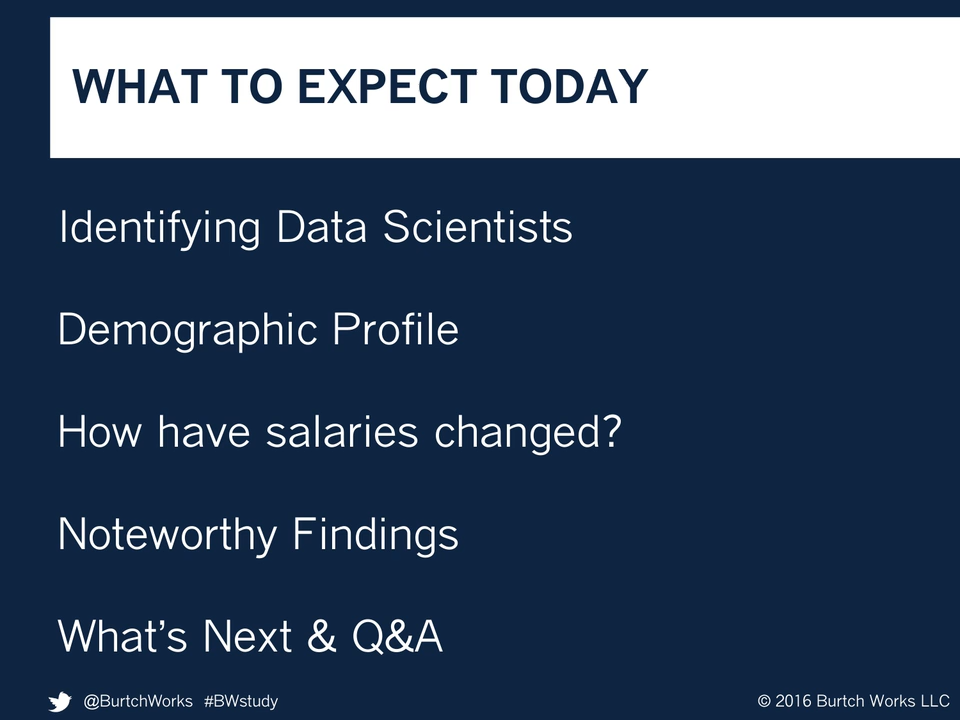 WHAT TO EXPECT TODAY
Identifying Data Scientists
Demographic Profile
How have salaries changed?
Noteworthy Findings
What’s Next & Q&A
@BurtchWorks #BWstudy
© 2016 Burtch Works LLC